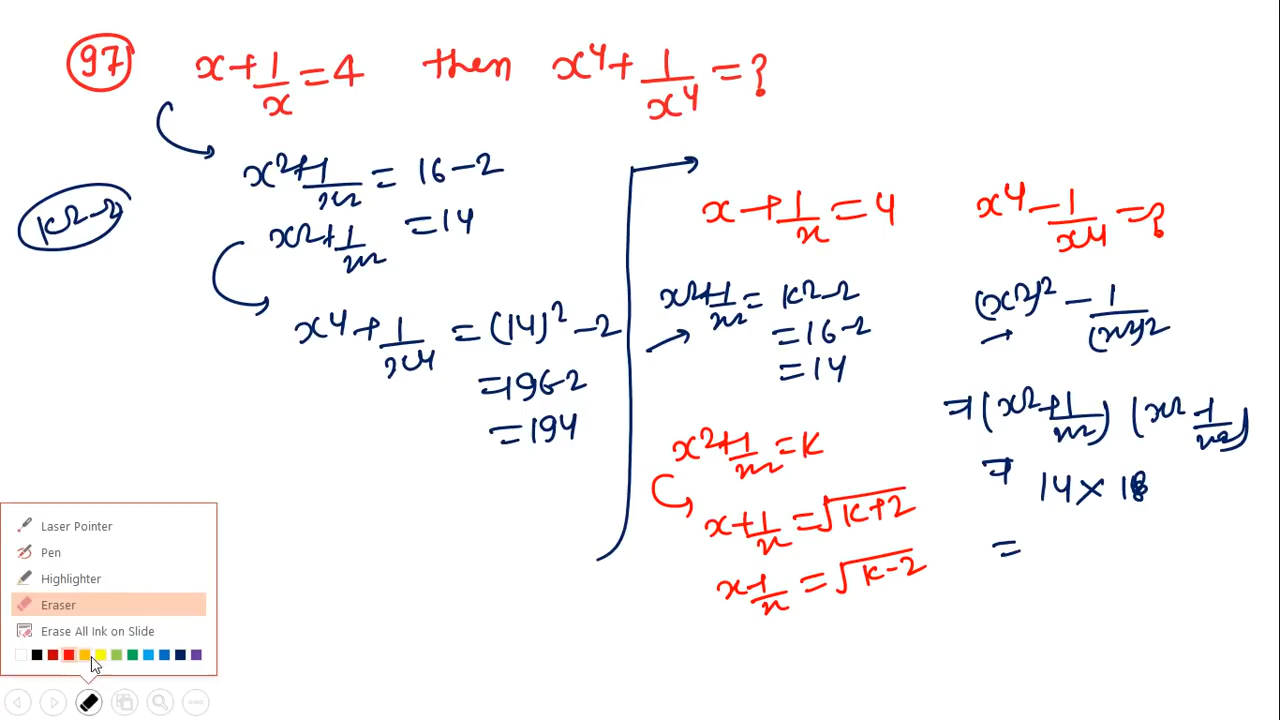 97 x+1/x=4 then x⁴+1/x⁴=?
x²+1/x²=16-2
x²+1/x²=14
k²-2
x⁴+1/x⁴=(14)²-2
=196-2
=194
x+1/x=4 x⁴-1/x⁴=?
x²+1/x²=k²-2
=16-2
=14
x²+1/x²=k
x+1/x=√k+2
x-1/x=√k-2
(x²)²-1/(x²)²
=(x²+1/x²)(x²-1/x²)
=14×18
=
Laser Pointer
Pen
Highlighter
Eraser
Erase All Ink on Slide